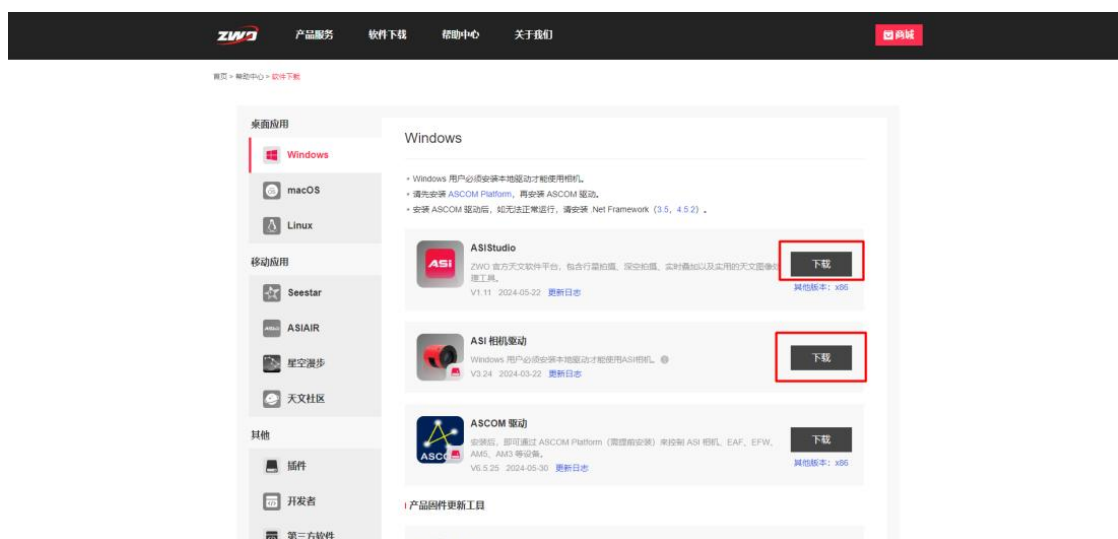 ZWO 产品服务 软件下载 帮助中心 关于我们 商城
首页 > 帮助中心 > 软件下载
桌面应用
Windows
macOS
Linux
移动应用
Seestar
ASIAIR
星空漫步
天文社区
其他
插件
开发者
第三方软件
Windows
• Windows 用户必须安装本地驱动才能使用相机。
• 请先安装 ASCOM Platform，再安装 ASCOM 驱动。
• 安装 ASCOM 驱动后，如无法正常运行，请安装 .Net Framework（3.5，4.5.2）。
ASI
ASIStudio
ZWO 官方天文软件平台，包含行星拍摄、深空拍摄、实时叠加以及实用的天文图像处
理工具。
V1.11 2024-05-22 更新日志
下载
其他版本：x86
ASI 相机驱动
Windows 用户必须安装本地驱动才能使用ASI相机。
V3.24 2024-03-22 更新日志
下载
ASCOM 驱动
安装后，即可通过 ASCOM Platform（需提前安装）来控制 ASI 相机、EAF、EFW、
AM5、AM3 等设备。
V6.5.25 2024-05-30 更新日志
下载
其他版本：x86
产品固件更新工具